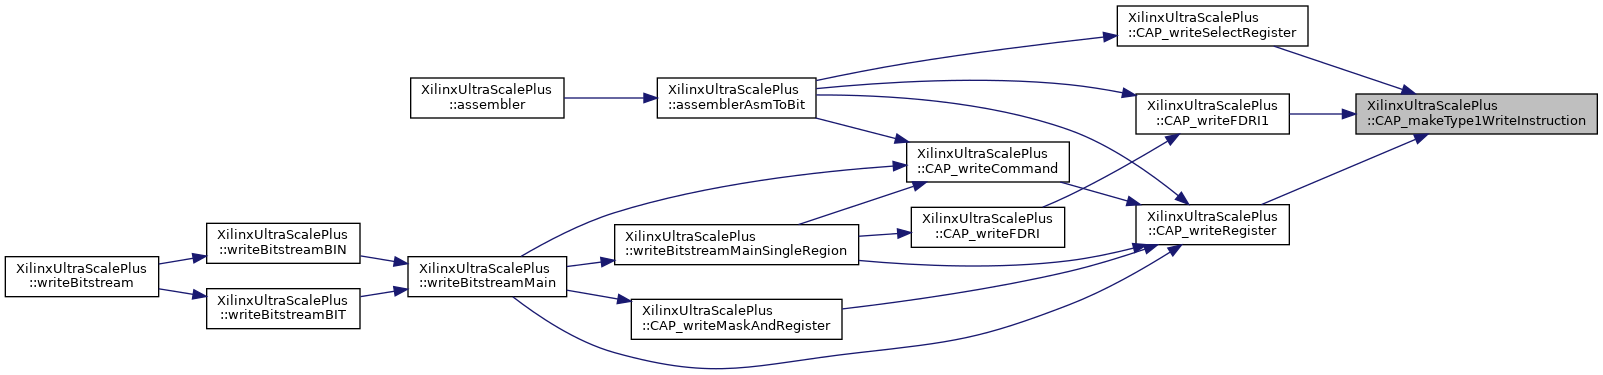 XilinxUltraScalePlus
::CAP_writeSelectRegister
XilinxUltraScalePlus
::assembler
XilinxUltraScalePlus
::assemblerAsmToBit
XilinxUltraScalePlus
::CAP_writeFDRI1
XilinxUltraScalePlus
::CAP_makeType1WriteInstruction
XilinxUltraScalePlus
::CAP_writeCommand
XilinxUltraScalePlus
::CAP_writeFDRI
XilinxUltraScalePlus
::CAP_writeRegister
XilinxUltraScalePlus
::writeBitstreamBIN
XilinxUltraScalePlus
::writeBitstreamMainSingleRegion
XilinxUltraScalePlus
::writeBitstream
XilinxUltraScalePlus
::writeBitstreamMain
XilinxUltraScalePlus
::writeBitstreamBIT
XilinxUltraScalePlus
::CAP_writeMaskAndRegister